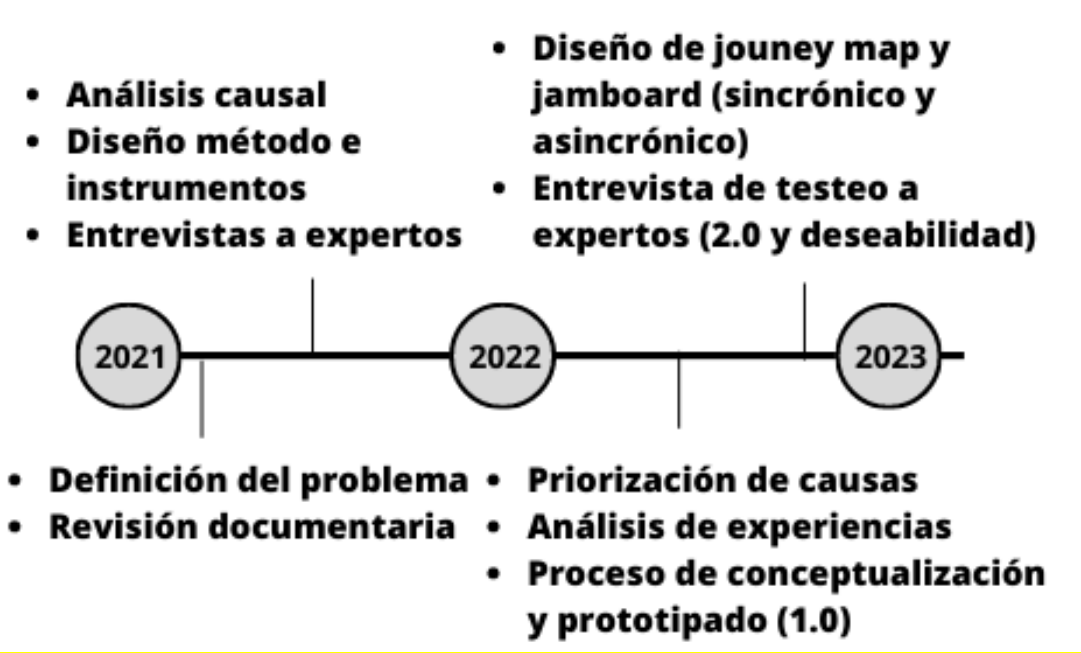 • Análisis causal
• Diseño método e
instrumentos
• Entrevistas a expertos
• Diseño de jouney map y
jamboard (sincrónico y
asincrónico)
• Entrevista de testeo a
expertos (2.0 y deseabilidad)
2021
2022
2023
• Definición del problema
• Revisión documentaria
• Priorización de causas
• Análisis de experiencias
• Proceso de conceptualización
y prototipado (1.0)